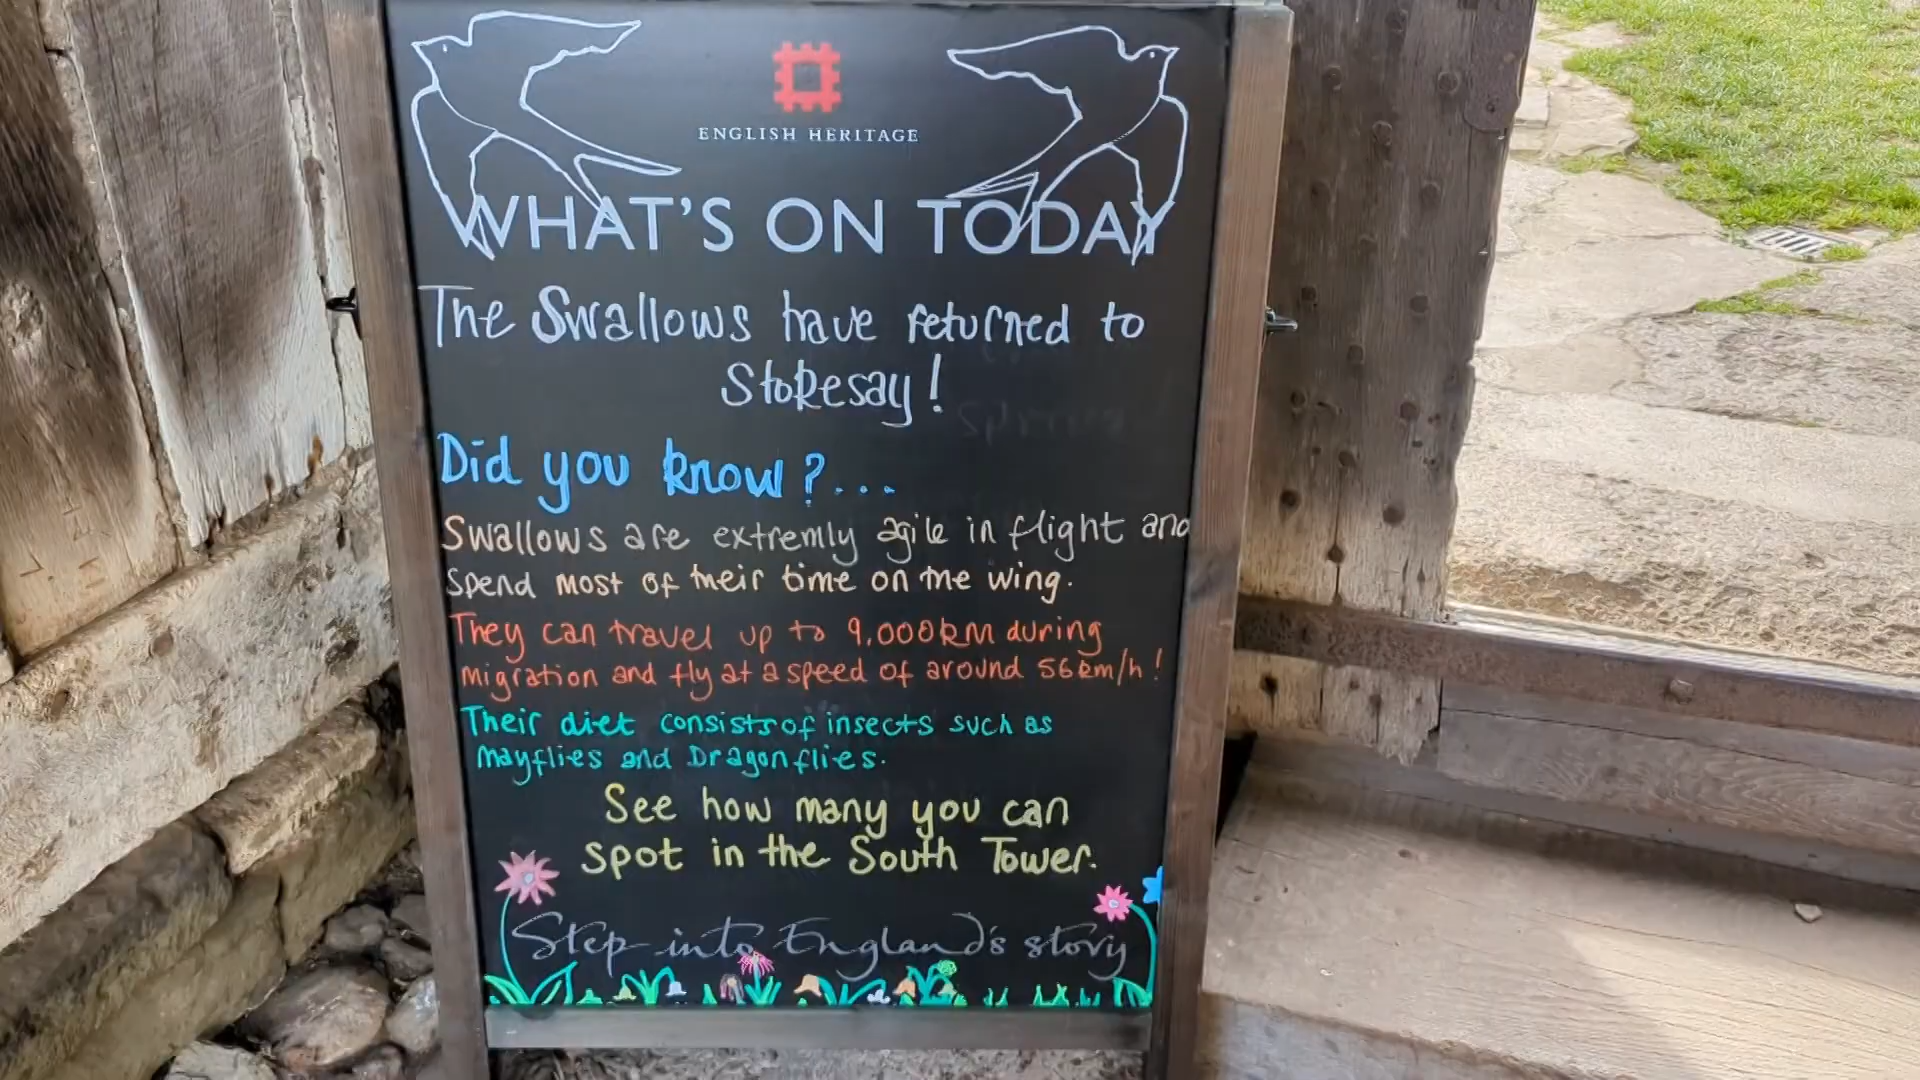 ENGLISH HERITAGE
WHAT'S ON TODAY
The Swallows have returned to
Stokesay!
Did you know?...
Swallows are extremly agile in flight and
spend most of their time on the wing.
They can travel up to 9,000km during
migration and fly at a speed of around 56km/h!
Their diet consists of insects such as
Mayflies and Dragonflies.
See how many you can
spot in the South Tower.
Step into England's story